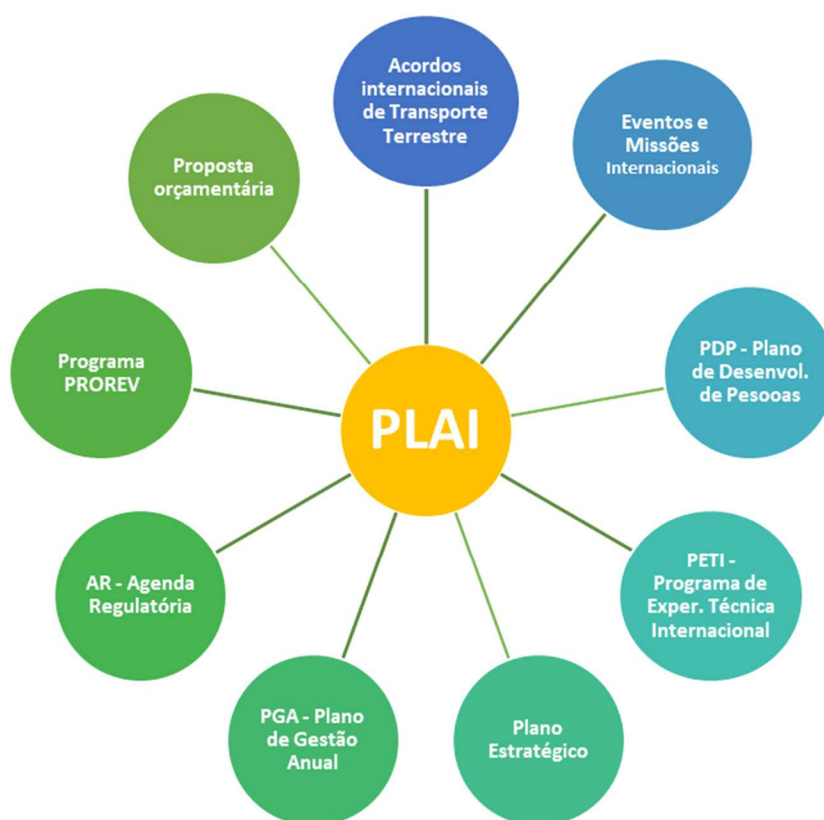 Acordos
internacionais
de Transporte
Terrestre
Eventos e
Missões
Internacionais
PDP - Plano
de Desenvol.
de Pesooas
PETI -
Programa de
Exper. Técnica
Internacional
Plano
Estratégico
PGA - Plano
de Gestão
Anual
AR - Agenda
Regulatória
Programa
PROREV
Proposta
orçamentária
PLAI